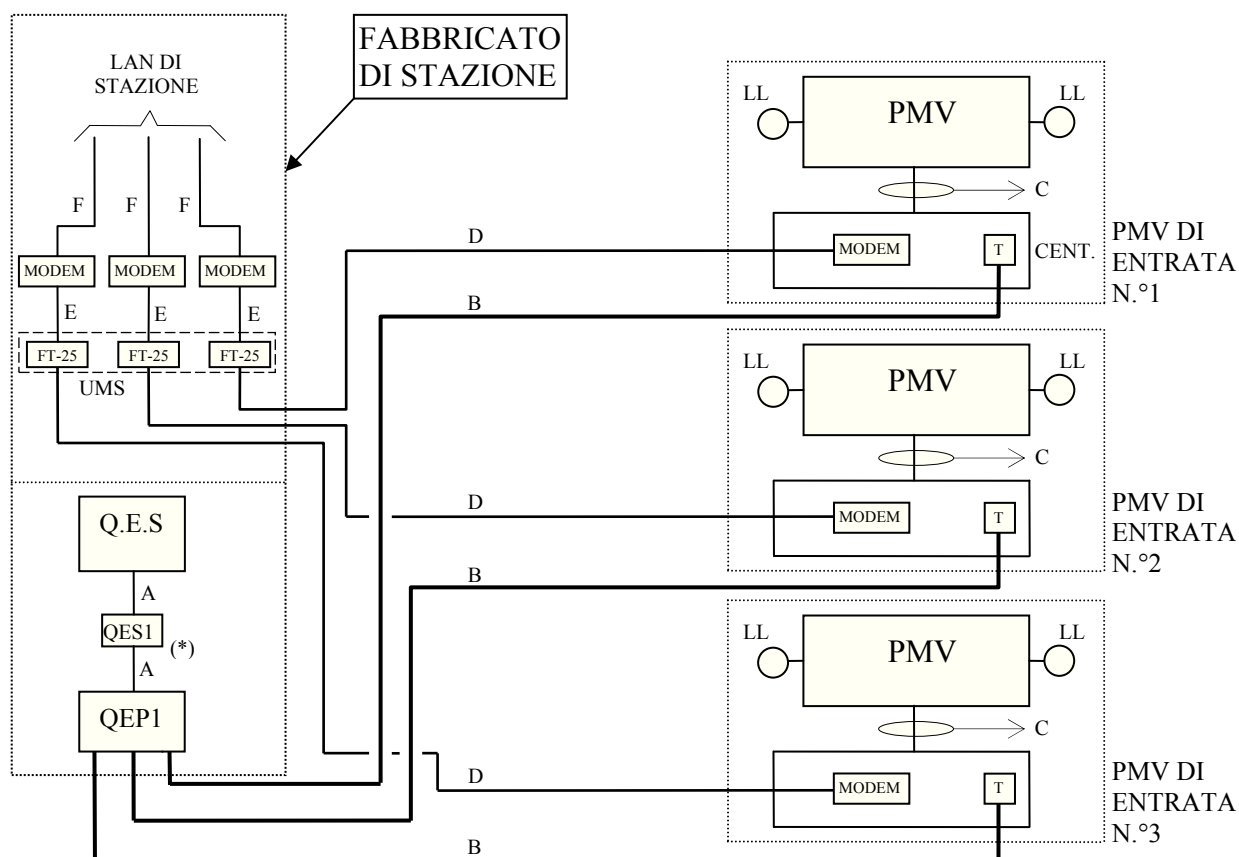 FABBRICATO
DI STAZIONE
LAN DI
STAZIONE
F
F
F
MODEM
MODEM
MODEM
E
E
E
FT-25
FT-25
FT-25
UMS
Q.E.S
A
QES1
(*)
A
QEP1
D
B
D
B
D
B
LL
PMV
LL
C
MODEM
T
CENT.
PMV DI
ENTRATA
N.°1
LL
PMV
LL
C
MODEM
T
PMV DI
ENTRATA
N.°2
LL
PMV
LL
C
MODEM
T
PMV DI
ENTRATA
N.°3